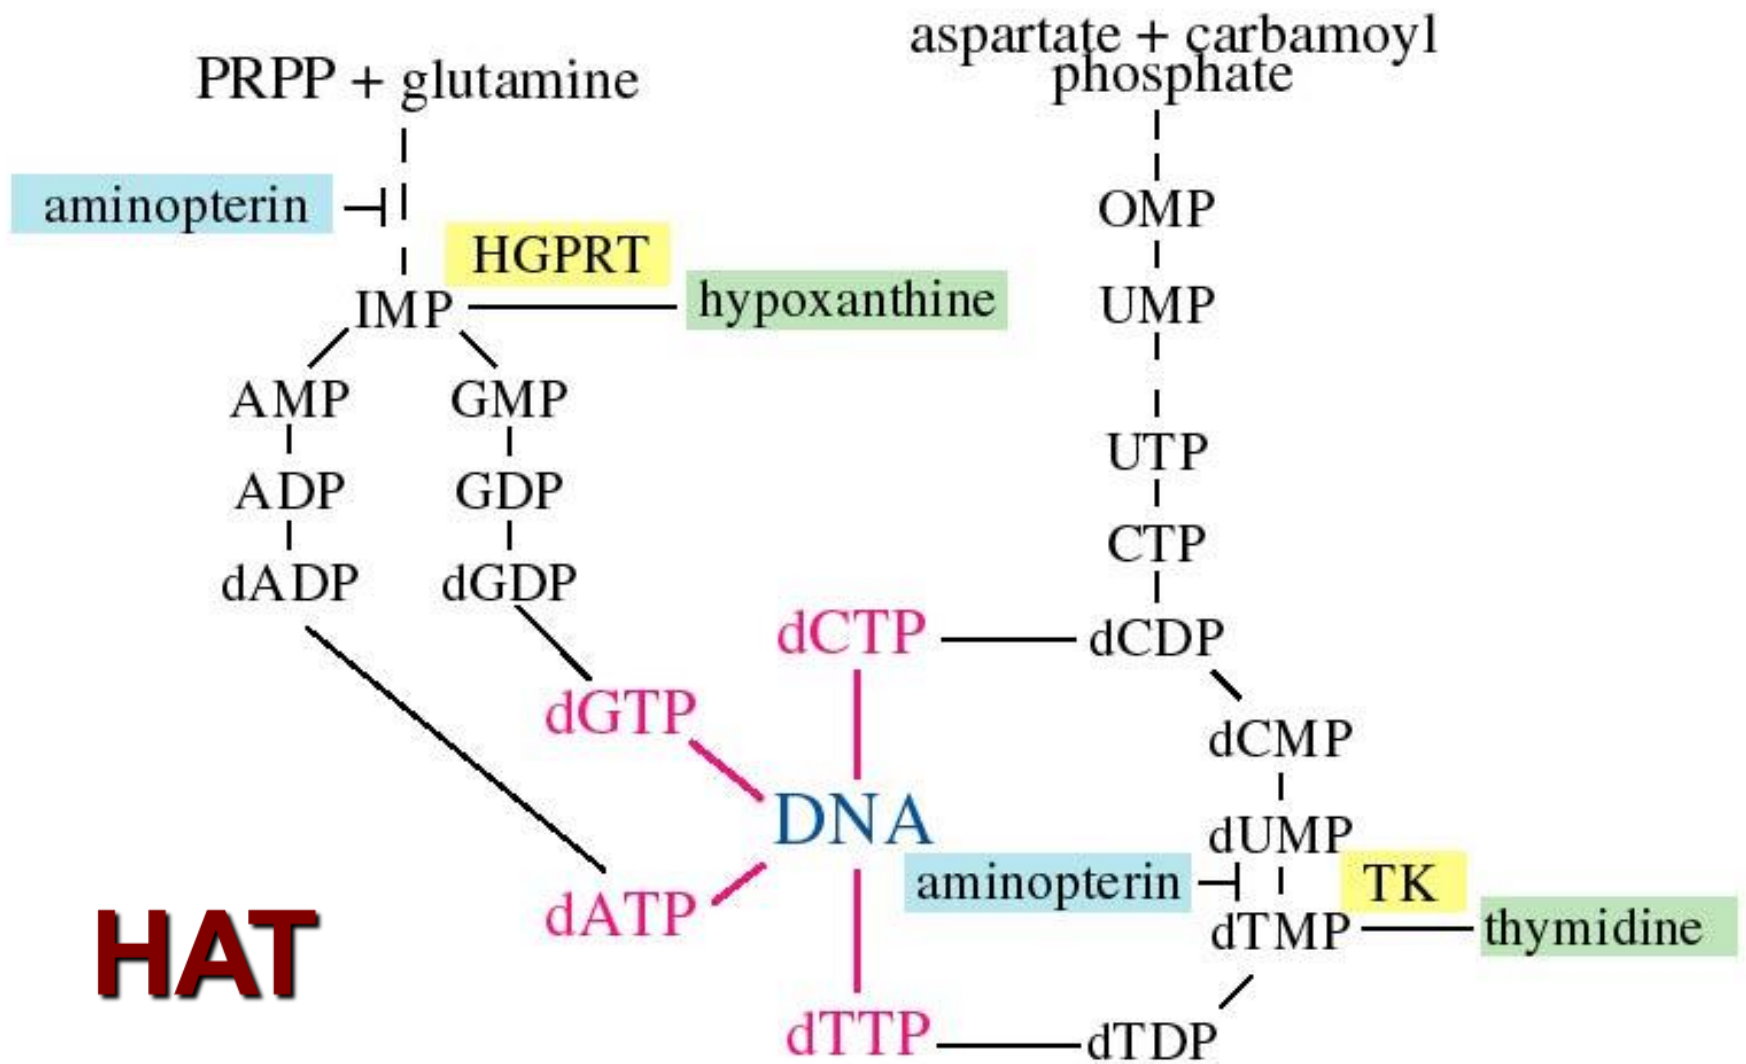 aspartate + carbamoyl
phosphate
PRPP + glutamine
aminopterin
OMP
HGPRT
IMP
hypoxanthine
UMP
AMP
GMP
UTP
ADP
GDP
CTP
dADP
dGDP
dCTP
dCDP
dGTP
dCMP
DNA
dUMP
aminopterin
TK
dATP
HAT
dTMP
thymidine
dTTP
dTDP